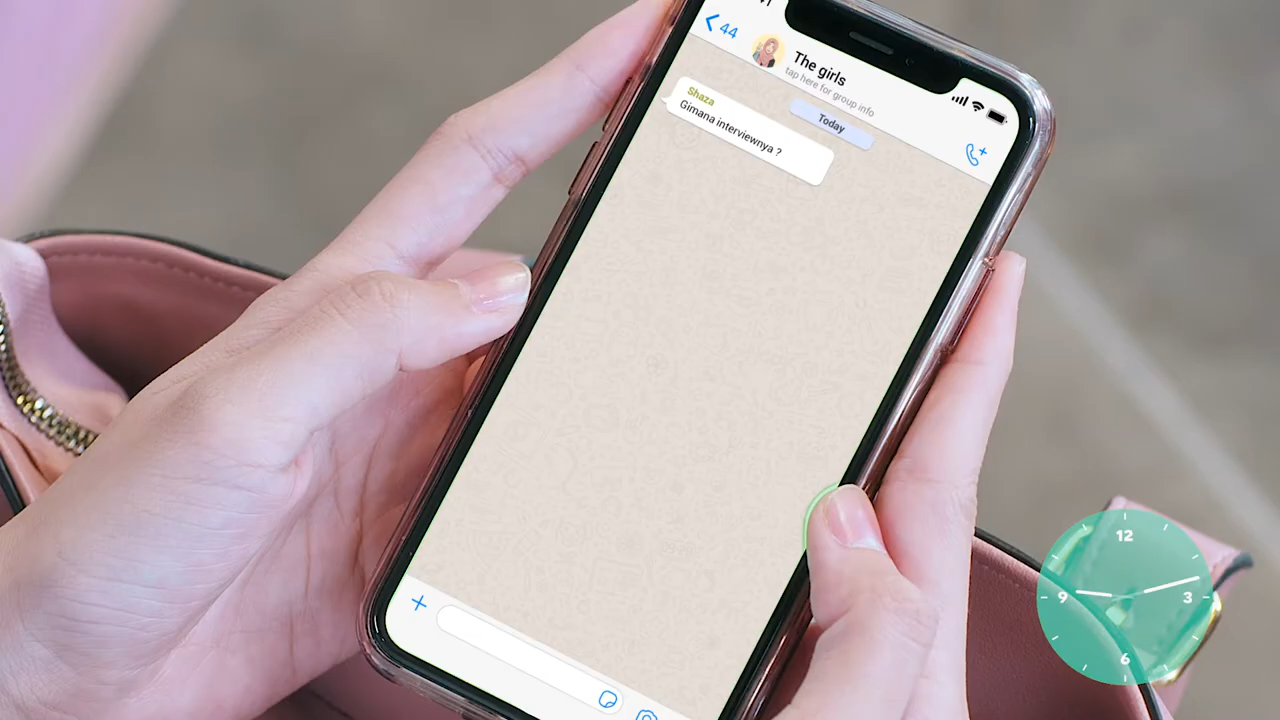 44
The girls
tap here for group info
Today
Shaza
Gimana interviewnya ?
12
9
3
6